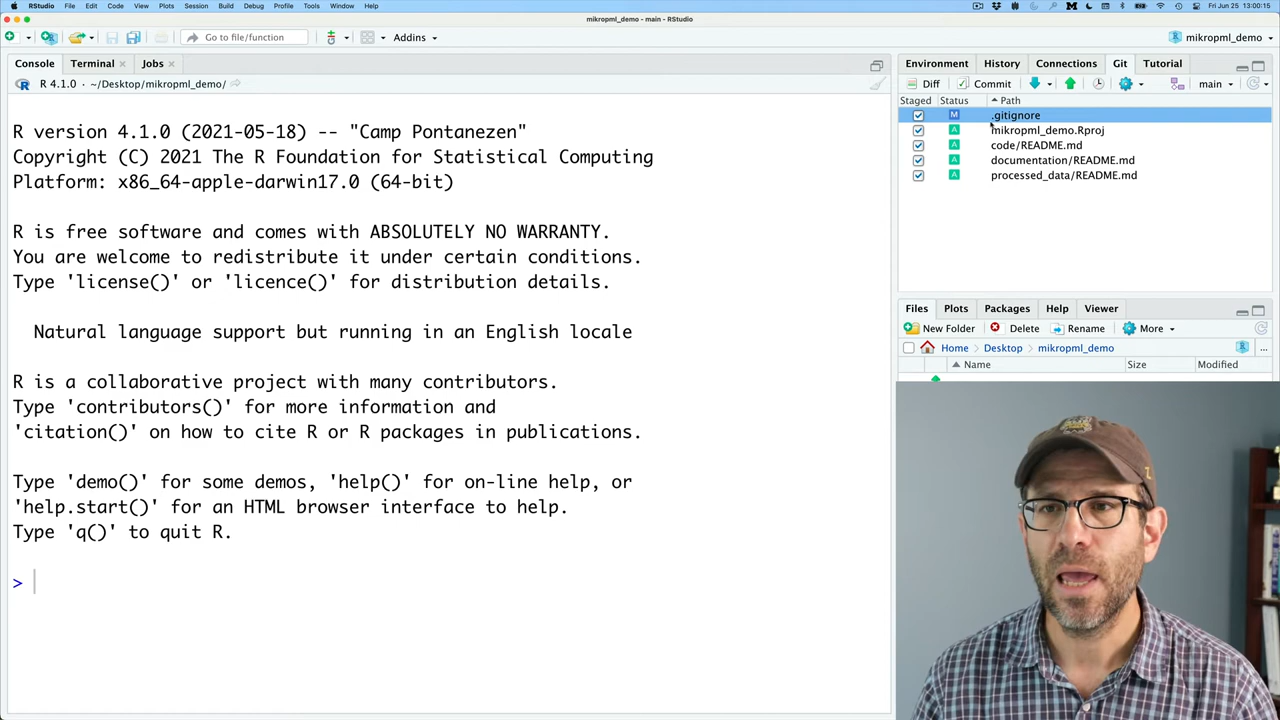 RStudio File Edit View Plots Session Build Debug Profile Tools Window Help Fri Jun 25 13:00:15
mikropml_demo - main - RStudio
Go to file/function Addins mikropml_demo
Console Terminal Jobs
R 4.1.0 · ~/Desktop/mikropml_demo/
R version 4.1.0 (2021-05-18) -- "Camp Pontanezen"
Copyright (C) 2021 The R Foundation for Statistical Computing
Platform: x86_64-apple-darwin17.0 (64-bit)
R is free software and comes with ABSOLUTELY NO WARRANTY.
You are welcome to redistribute it under certain conditions.
Type 'license()' or 'licence()' for distribution details.
Natural language support but running in an English locale
R is a collaborative project with many contributors.
Type 'contributors()' for more information and
'citation()' on how to cite R or R packages in publications.
Type 'demo()' for some demos, 'help()' for on-line help, or
'help.start()' for an HTML browser interface to help.
Type 'q()' to quit R.
>
Environment History Connections Git Tutorial
Diff Commit main
Staged Status Path
M .gitignore
A mikropml_demo.Rproj
A code/README.md
A documentation/README.md
A processed_data/README.md
Files Plots Packages Help Viewer
New Folder Delete Rename More
Home Desktop mikropml_demo ...
Name Size Modified